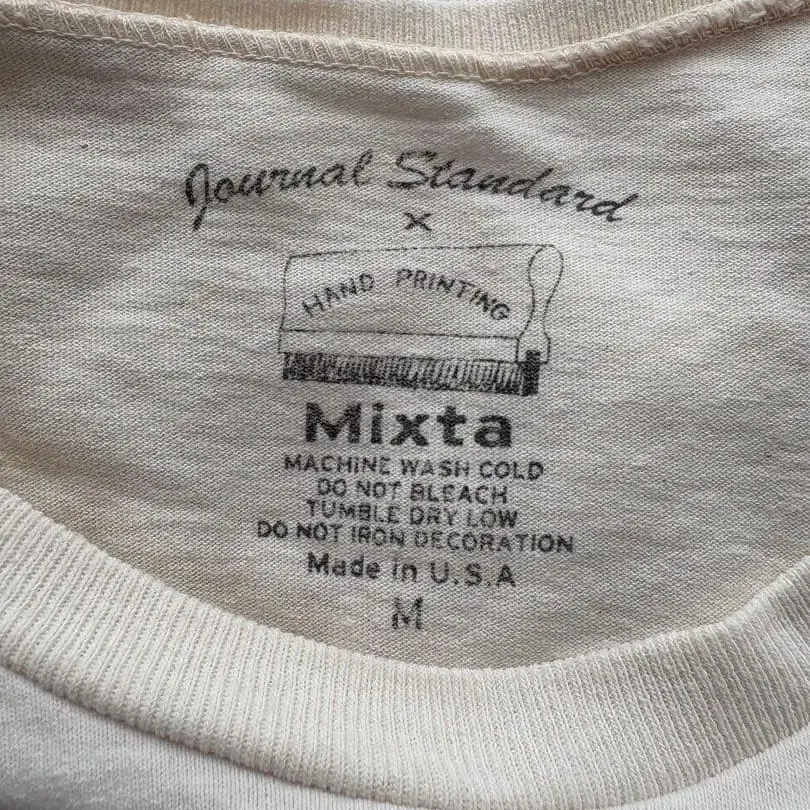 Journal Standard
×
HAND PRINTING
Mixta
MACHINE WASH COLD
DO NOT BLEACH
TUMBLE DRY LOW
DO NOT IRON DECORATION
Made in U.S.A
M